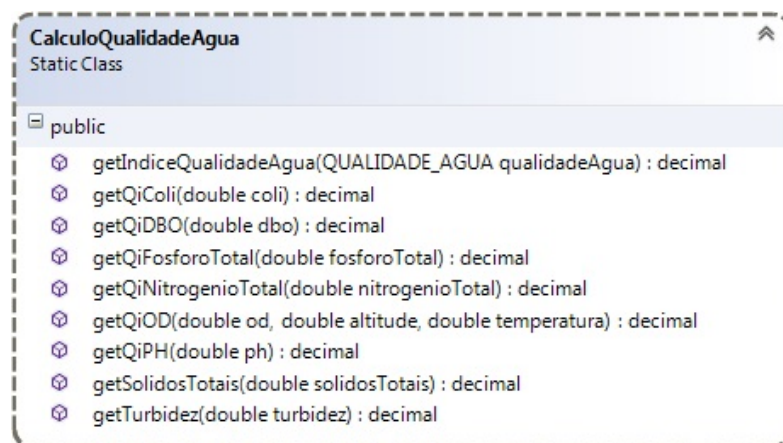 CalculoQualidadeAgua
Static Class
public
getIndiceQualidadeAgua(QUALIDADE_AGUA qualidadeAgua) : decimal
getQiColi(double coli) : decimal
getQiDBO(double dbo) : decimal
getQiFosforoTotal(double fosforoTotal) : decimal
getQiNitrogenioTotal(double nitrogenioTotal) : decimal
getQiOD(double od, double altitude, double temperatura) : decimal
getQiPH(double ph) : decimal
getSolidosTotais(double solidosTotais) : decimal
getTurbidez(double turbidez) : decimal